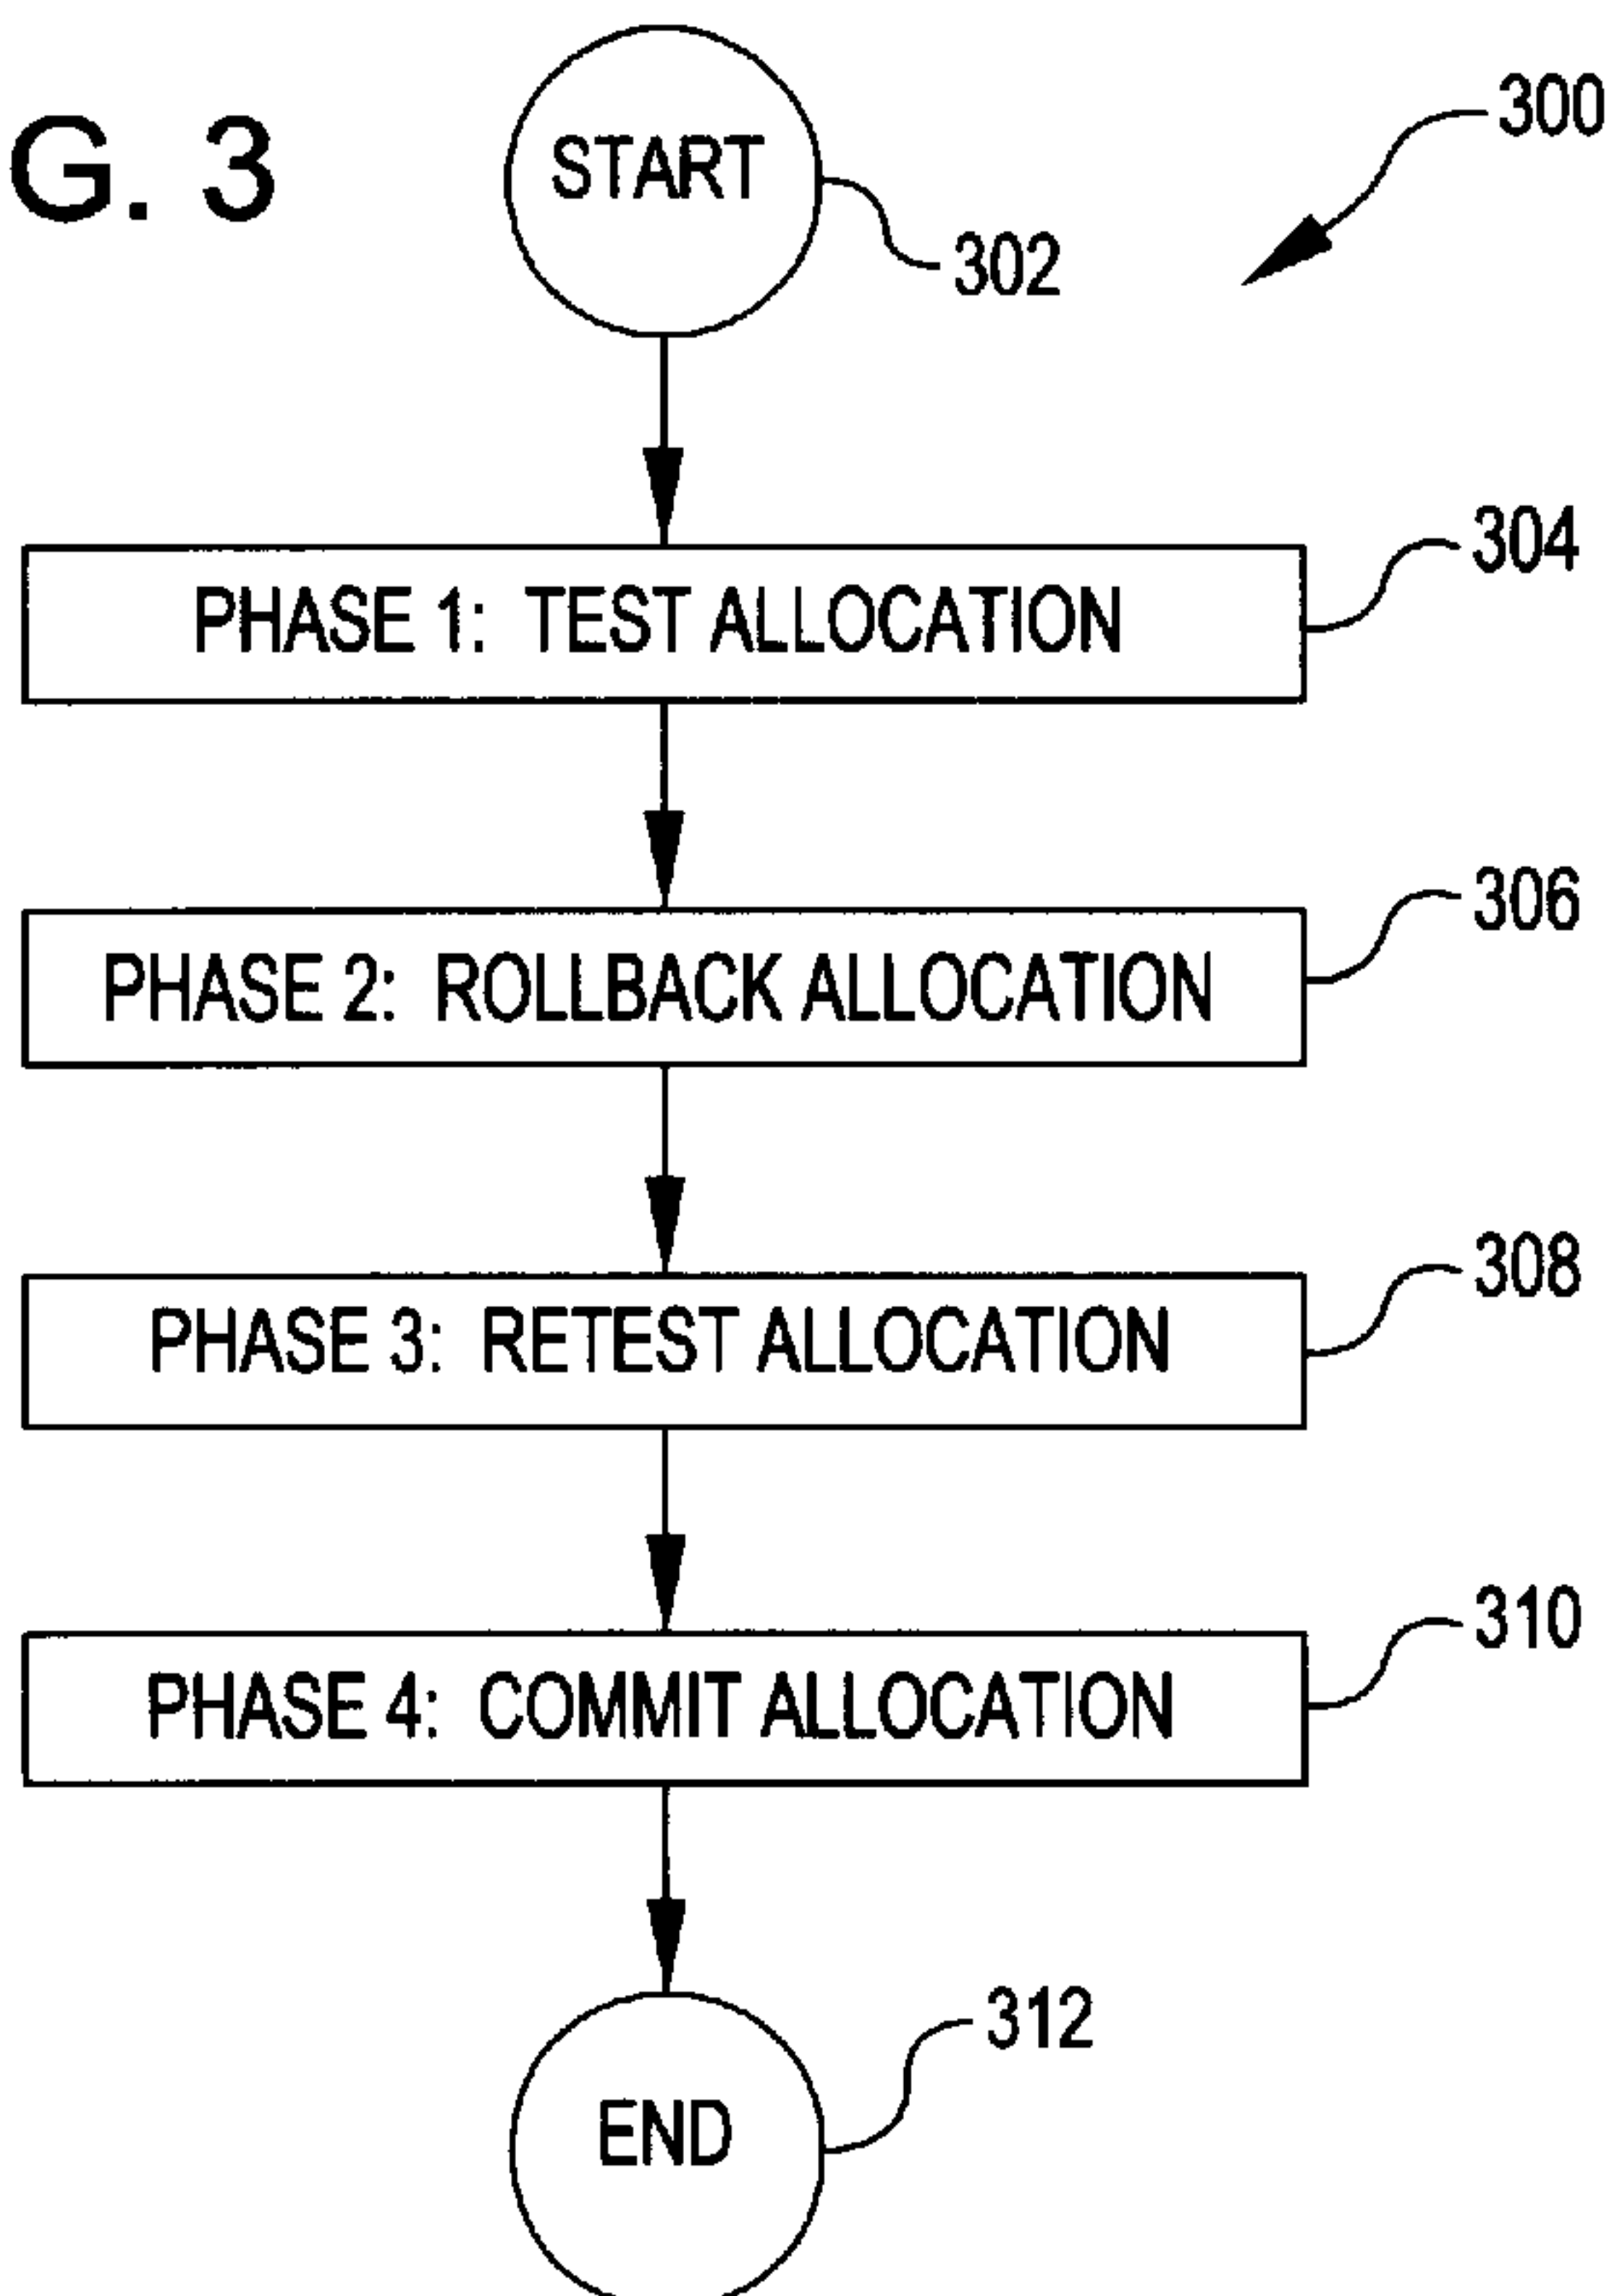 G. 3
300
START
302
304
PHASE 1: TEST ALLOCATION
306
PHASE 2: ROLLBACK ALLOCATION
308
PHASE 3: RETEST ALLOCATION
310
PHASE 4: COMMIT ALLOCATION
312
END